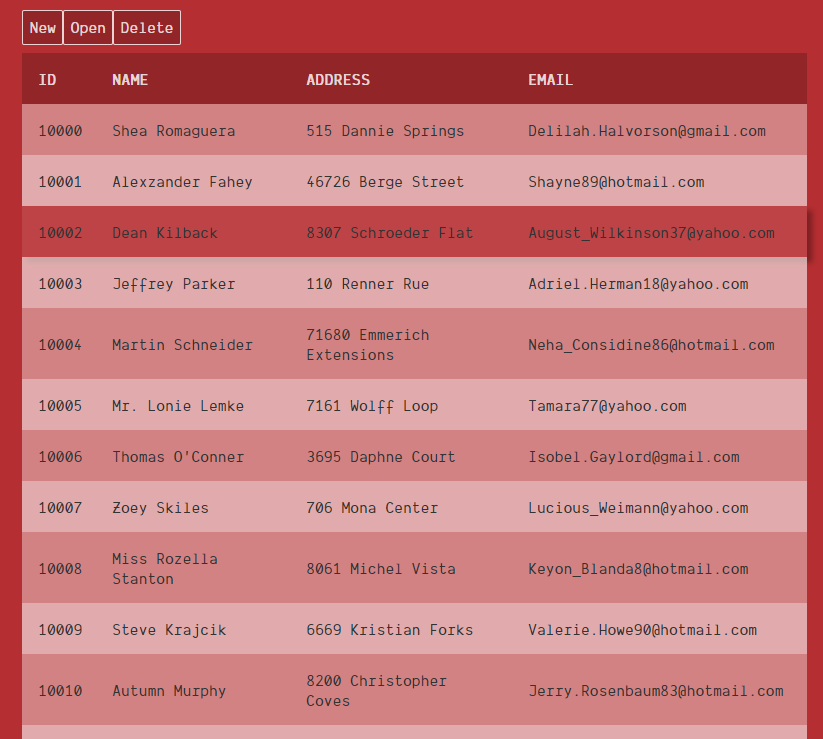 New Open Delete
ID NAME ADDRESS EMAIL
10000 Shea Romaguera 515 Dannie Springs Delilah.Halvorson@gmail.com
10001 Alexzander Fahey 46726 Berge Street Shayne89@hotmail.com
10002 Dean Kilback 8307 Schroeder Flat August_Wilkinson37@yahoo.com
10003 Jeffrey Parker 110 Renner Rue Adriel.Herman18@yahoo.com
10004 Martin Schneider 71680 Emmerich
Extensions Neha_Considine86@hotmail.com
10005 Mr. Lonie Lemke 7161 Wolff Loop Tamara77@yahoo.com
10006 Thomas O'Conner 3695 Daphne Court Isobel.Gaylord@gmail.com
10007 Zoey Skiles 706 Mona Center Lucious_Weimann@yahoo.com
10008 Miss Rozella
Stanton 8061 Michel Vista Keyon_Blanda8@hotmail.com
10009 Steve Krajcik 6669 Kristian Forks Valerie.Howe90@hotmail.com
10010 Autumn Murphy 8200 Christopher
Coves Jerry.Rosenbaum83@hotmail.com